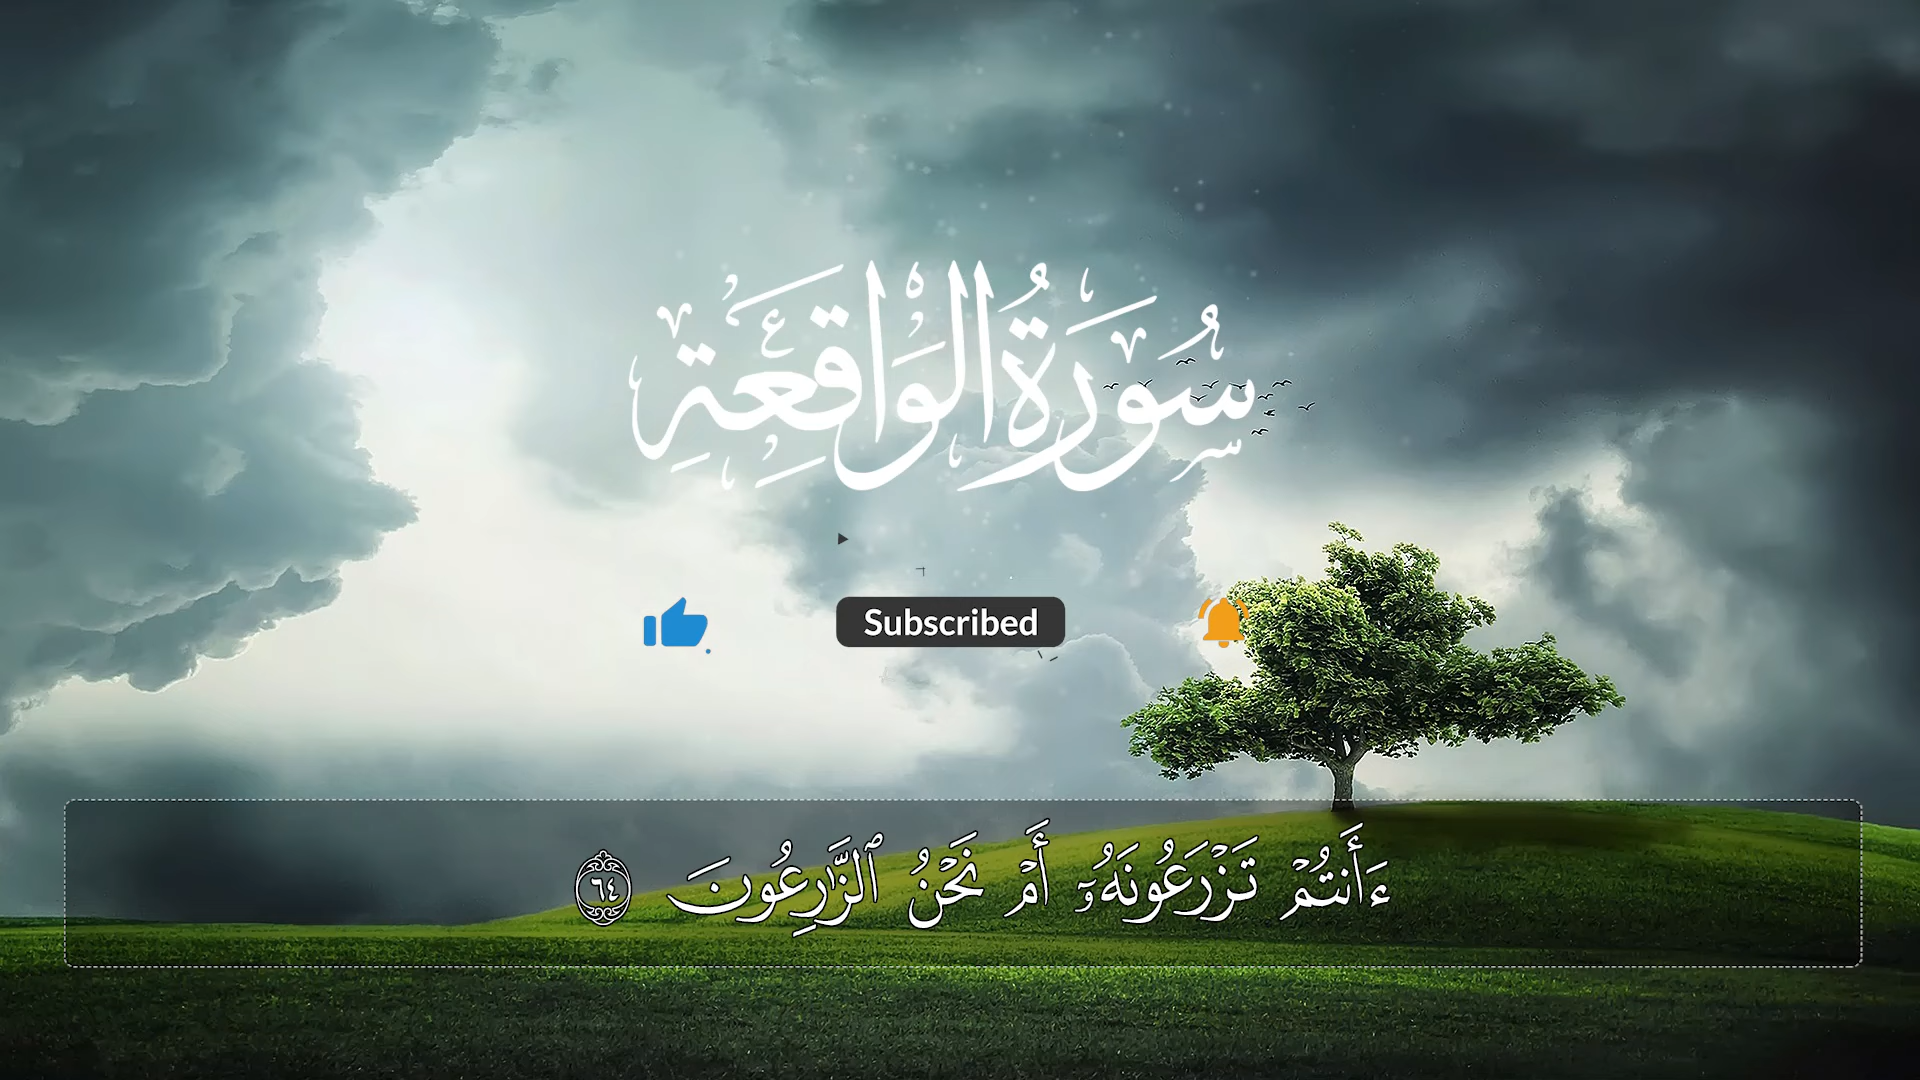 سُورَةُ الوَاقِعَةِ
Subscribed
ءَأَنتُمْ تَزْرَعُونَهُۥٓ أَمْ نَحْنُ ٱلزَّٰرِعُونَ ٦٤